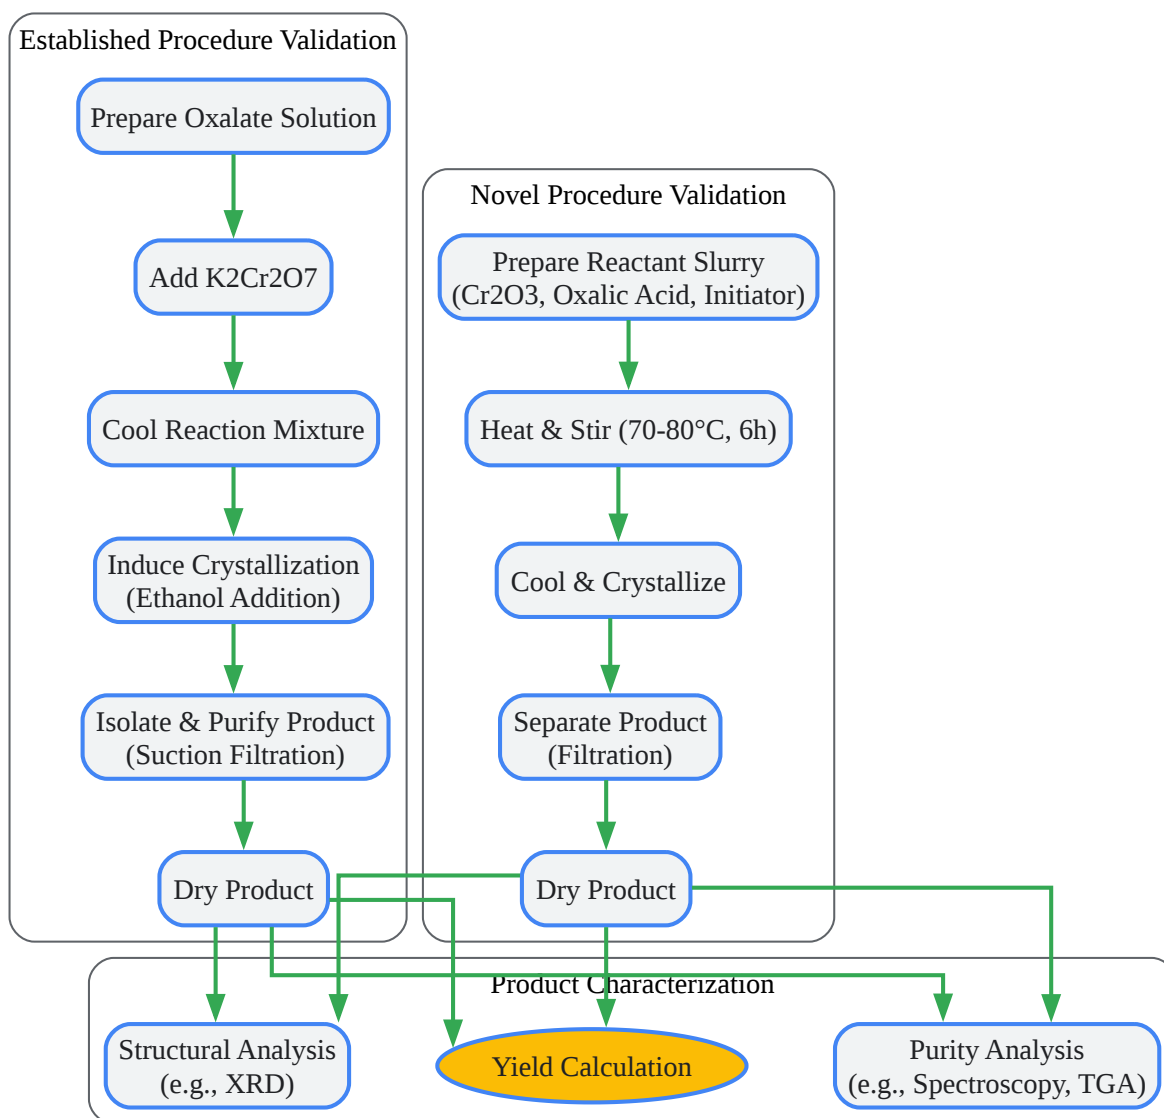 Established Procedure Validation
Prepare Oxalate Solution
Add K2Cr2O7
Cool Reaction Mixture
Induce Crystallization
(Ethanol Addition)
Isolate & Purify Product
(Suction Filtration)
Dry Product
Novel Procedure Validation
Prepare Reactant Slurry
(Cr2O3, Oxalic Acid, Initiator)
Heat & Stir (70-80°C, 6h)
Cool & Crystallize
Separate Product
(Filtration)
Dry Product
Product Characterization
Structural Analysis
(e.g., XRD)
Yield Calculation
Purity Analysis
(e.g., Spectroscopy, TGA)